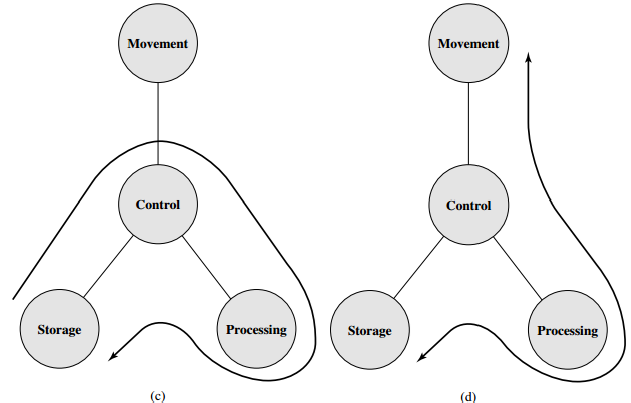 Movement
Movement
Control
Control
Storage
Processing
Storage
Processing
(c)
(d)